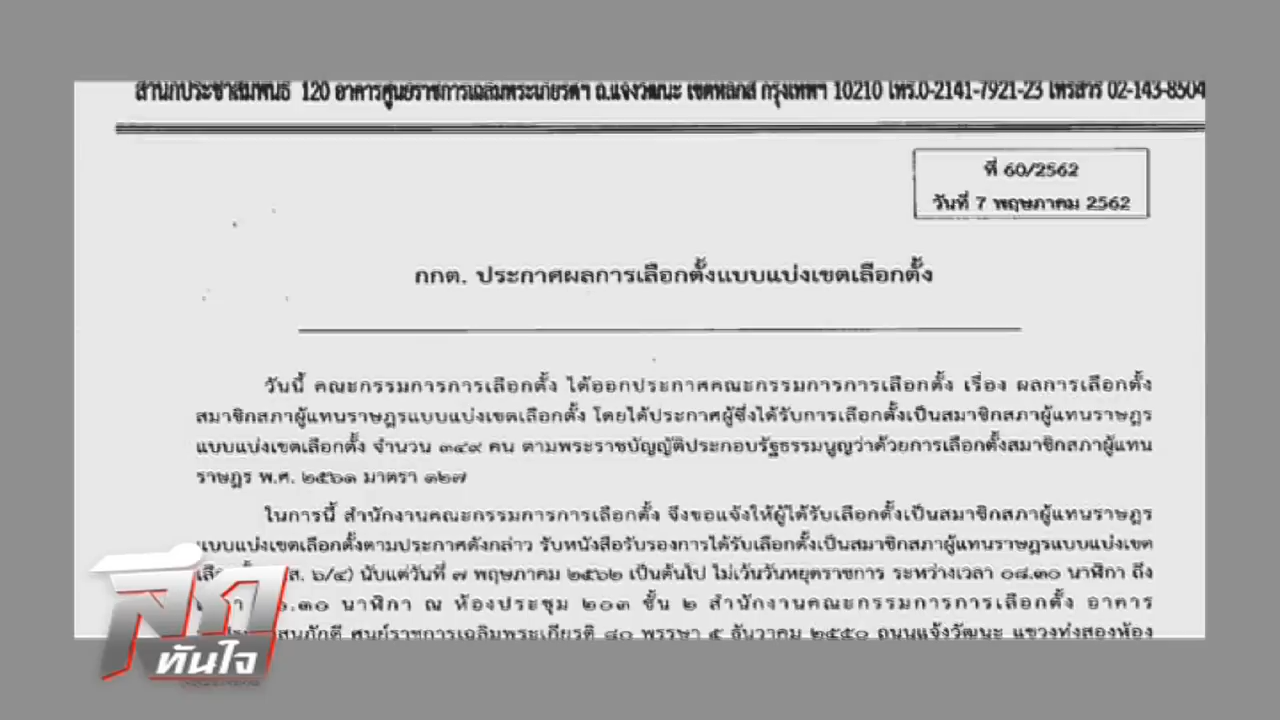 สำนักประชาสัมพันธ์ 120 อาคารศูนย์ราชการเฉลิมพระเกียรติฯ ถ.แจ้งวัฒนะ เขตหลักสี่ กรุงเทพฯ 10210 โทร.0-2141-7921-23 โทรสาร 02-143-8504
ที่ 60/2562
วันที่ 7 พฤษภาคม 2562
กกต. ประกาศผลการเลือกตั้งแบบแบ่งเขตเลือกตั้ง
วันนี้ คณะกรรมการการเลือกตั้ง ได้ออกประกาศคณะกรรมการการเลือกตั้ง เรื่อง ผลการเลือกตั้ง
สมาชิกสภาผู้แทนราษฎรแบบแบ่งเขตเลือกตั้ง โดยได้ประกาศผู้ซึ่งได้รับการเลือกตั้งเป็นสมาชิกสภาผู้แทนราษฎร
แบบแบ่งเขตเลือกตั้ง จำนวน ๓๔๙ คน ตามพระราชบัญญัติประกอบรัฐธรรมนูญว่าด้วยการเลือกตั้งสมาชิกสภาผู้แทน
ราษฎร พ.ศ. ๒๕๖๑ มาตรา ๑๒๗
ในการนี้ สำนักงานคณะกรรมการการเลือกตั้ง จึงขอแจ้งให้ผู้ได้รับเลือกตั้งเป็นสมาชิกสภาผู้แทนราษฎร
แบบแบ่งเขตเลือกตั้งตามประกาศดังกล่าว รับหนังสือรับรองการได้รับเลือกตั้งเป็นสมาชิกสภาผู้แทนราษฎรแบบแบ่งเขต
ส. ๖/๔) นับแต่วันที่ ๗ พฤษภาคม ๒๕๖๒ เป็นต้นไป ไม่เว้นวันหยุดราชการ ระหว่างเวลา ๐๘.๓๐ นาฬิกา ถึง
.๓๐ นาฬิกา ณ ห้องประชุม ๒๐๓ ชั้น ๒ สำนักงานคณะกรรมการการเลือกตั้ง อาคาร
ศูนย์ราชการเฉลิมพระเกียรติ ๘๐ พรรษา ๕ ธันวาคม ๒๕๕๐ ถนนแจ้งวัฒนะ แขวงทุ่งสองห้อง
สด
ทันใจ